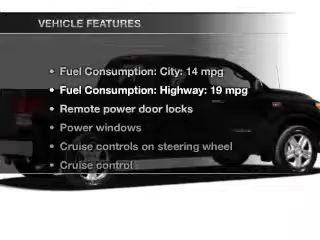 VEHICLE FEATURES
• Fuel Consumption: City: 14 mpg
• Fuel Consumption: Highway: 19 mpg
• Remote power door locks
• Power windows
• Cruise controls on steering wheel
• Cruise control